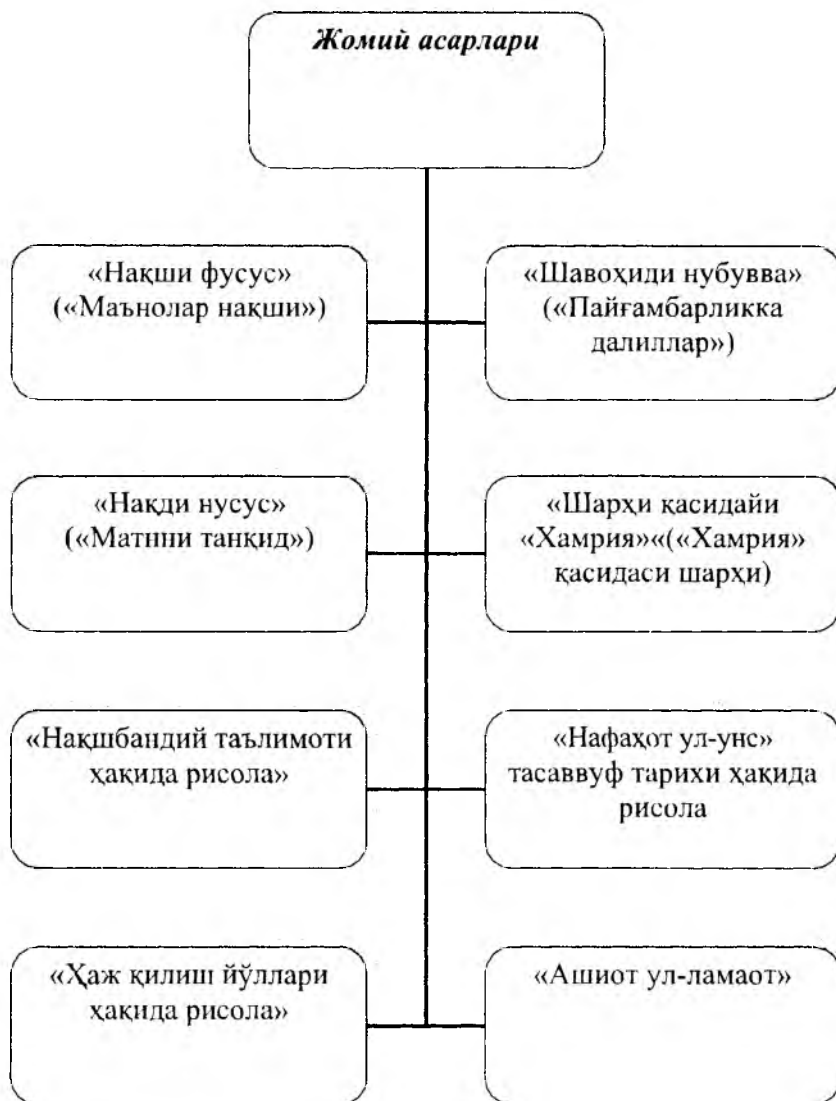 Жомий асарлари
«Нақши фусус»
(«Маънолар нақши»)
«Шавоҳиди нубувва»
(«Пайғамбарликка
далиллар»)
«Нақди нусус»
(«Матнни танқид»)
«Шарҳи қасидайи
«Хамрия»«(«Хамрия»
қасидаси шарҳи)
«Нақшбандий таълимоти
ҳақида рисола»
«Нафаҳот ул-унс»
тасаввуф тарихи ҳақида
рисола
«Ҳаж қилиш йўллари
ҳақида рисола»
«Ашиот ул-ламаот»